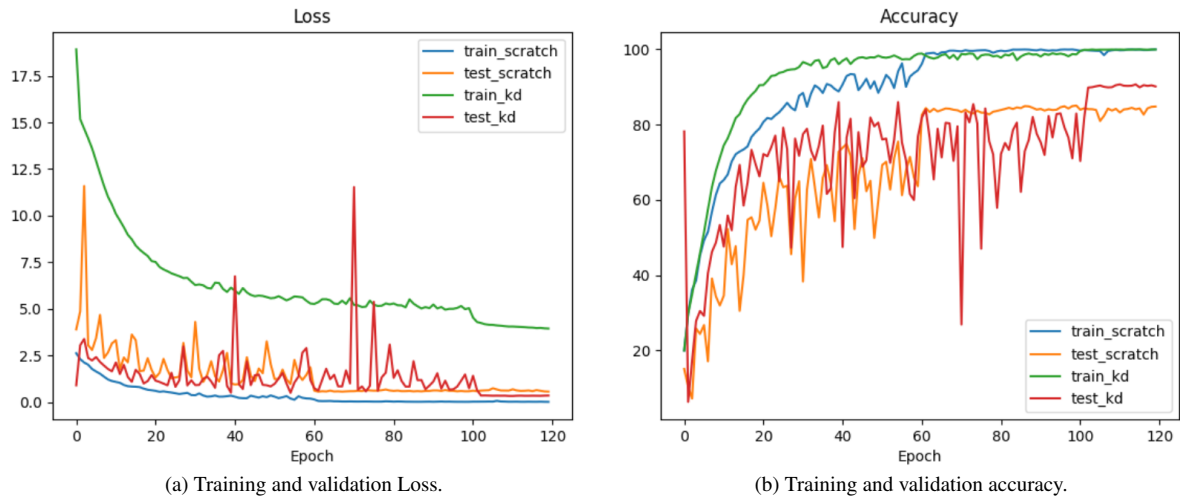 Loss
17.5
15.0
12.5
10.0
7.5
5.0
2.5
0.0
train_scratch
test_scratch
train_kd
test_kd
0 20 40 60 80 100 120
Epoch
(a) Training and validation Loss.
Accuracy
100
80
60
40
20
train_scratch
test_scratch
train_kd
test_kd
0 20 40 60 80 100 120
Epoch
(b) Training and validation accuracy.